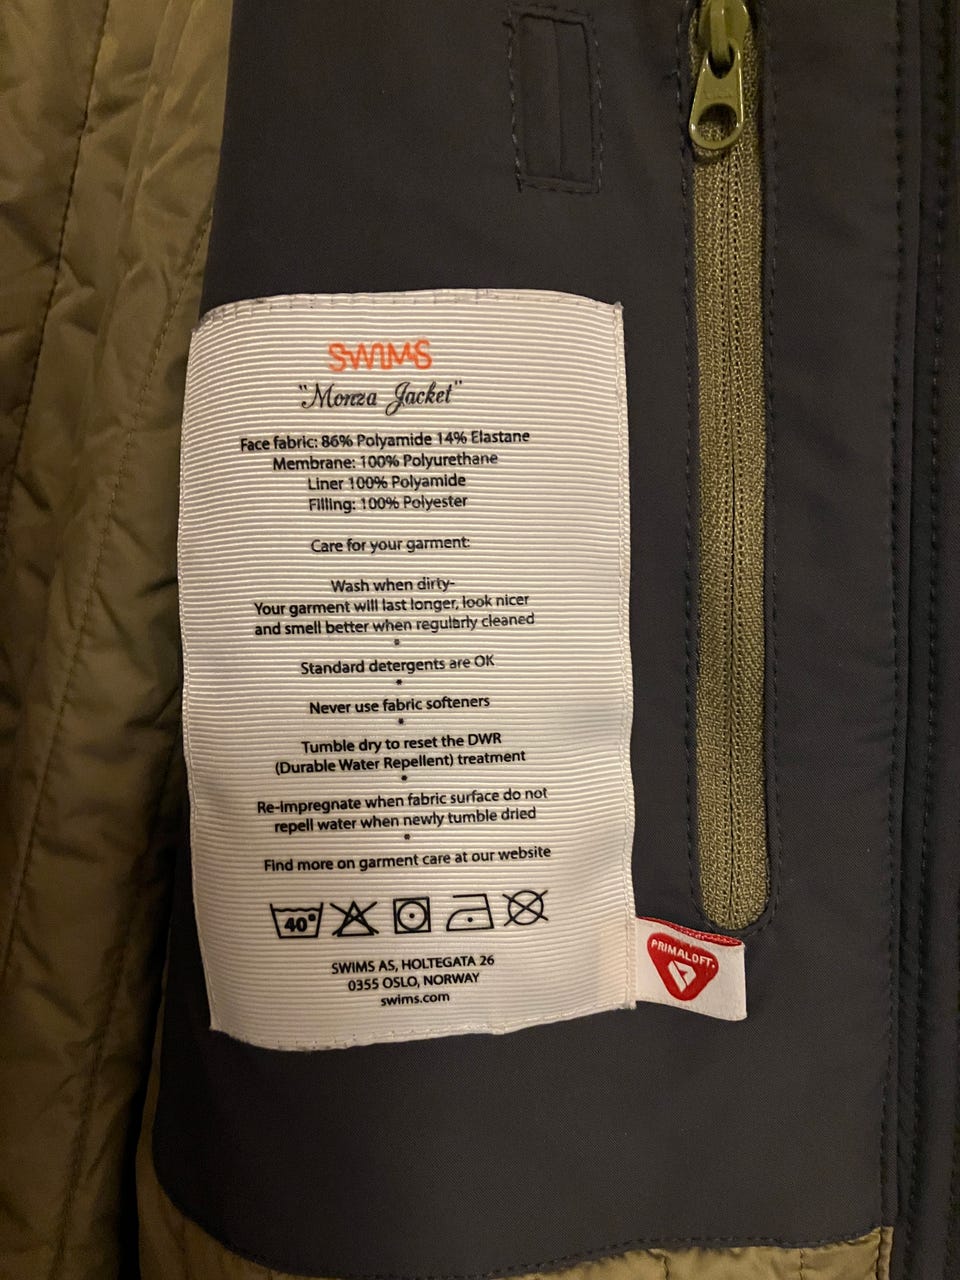 SWIMS
"Monza Jacket"
Face fabric: 86% Polyamide 14% Elastane
Membrane: 100% Polyurethane
Liner 100% Polyamide
Filling: 100% Polyester
Care for your garment:
Wash when dirty-
Your garment will last longer, look nicer
and smell better when regularly cleaned
Standard detergents are OK
Never use fabric softeners
Tumble dry to reset the DWR
(Durable Water Repellent) treatment
Re-impregnate when fabric surface do not
repell water when newly tumble dried
Find more on garment care at our website
40°
SWIMS AS, HOLTEGATA 26
0355 OSLO, NORWAY
swims.com
PRIMALOFT.